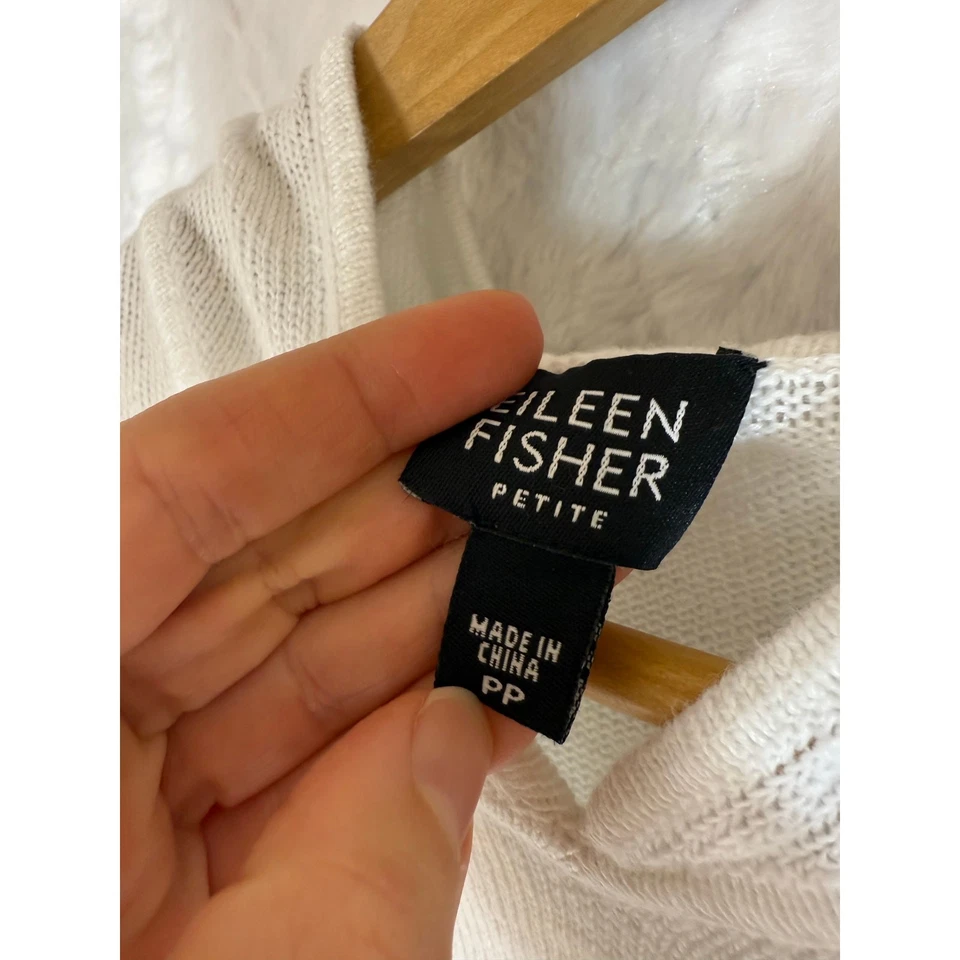 EILEEN
FISHER
PETITE
MADE IN
CHINA
PP